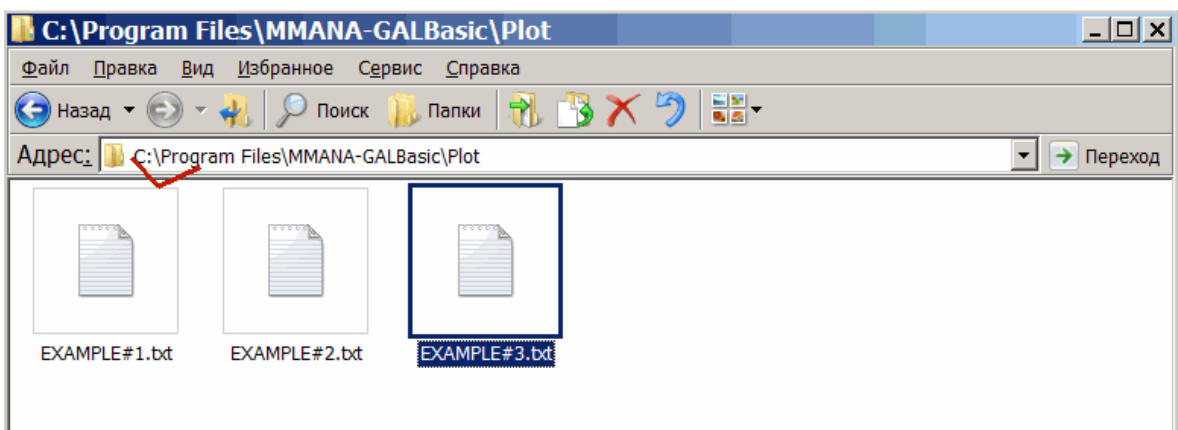 C:\Program Files\MMANA-GALBasic\Plot
Файл Правка Вид Избранное Сервис Справка
Назад Поиск Папки
Адрес: C:\Program Files\MMANA-GALBasic\Plot Переход
EXAMPLE#1.txt EXAMPLE#2.txt EXAMPLE#3.txt